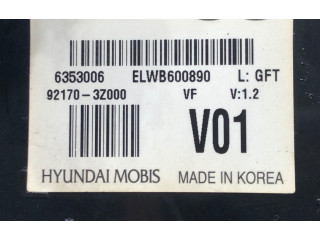 6353006 ELWB600890 L: GFT
92170-3Z000 VF V:1.2
V01
HYUNDAI MOBIS MADE IN KOREA